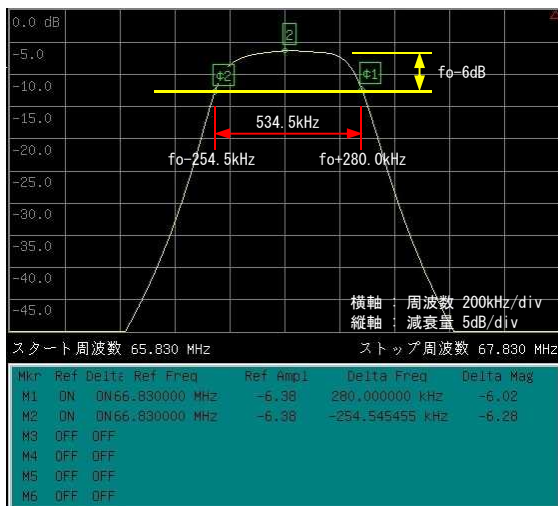 0.0 dB
-5.0
-10.0
-15.0
-20.0
-25.0
-30.0
-35.0
-40.0
-45.0
2
¢2
¢1
fo-6dB
534.5kHz
fo-254.5kHz
fo+280.0kHz
横軸 : 周波数 200kHz/div
縦軸 : 減衰量 5dB/div
スタート周波数 65.830 MHz
ストップ周波数 67.830 MHz
Mkr Ref Delta Ref Freq Ref Ampl Delta Freq Delta Mag
M1 ON ON 66.830000 MHz -6.38 280.000000 kHz -6.02
M2 ON ON 66.830000 MHz -6.38 -254.545455 kHz -6.28
M3 OFF OFF
M4 OFF OFF
M5 OFF OFF
M6 OFF OFF